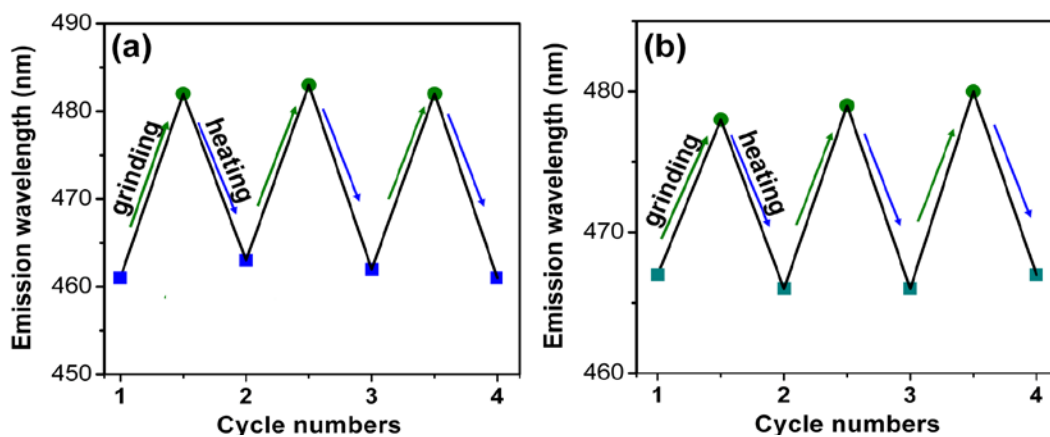 (a)
Emission wavelength (nm)
490
480
470
460
450
grinding
heating
1 2 3 4
Cycle numbers
(b)
Emission wavelength (nm)
480
470
460
grinding
heating
1 2 3 4
Cycle numbers